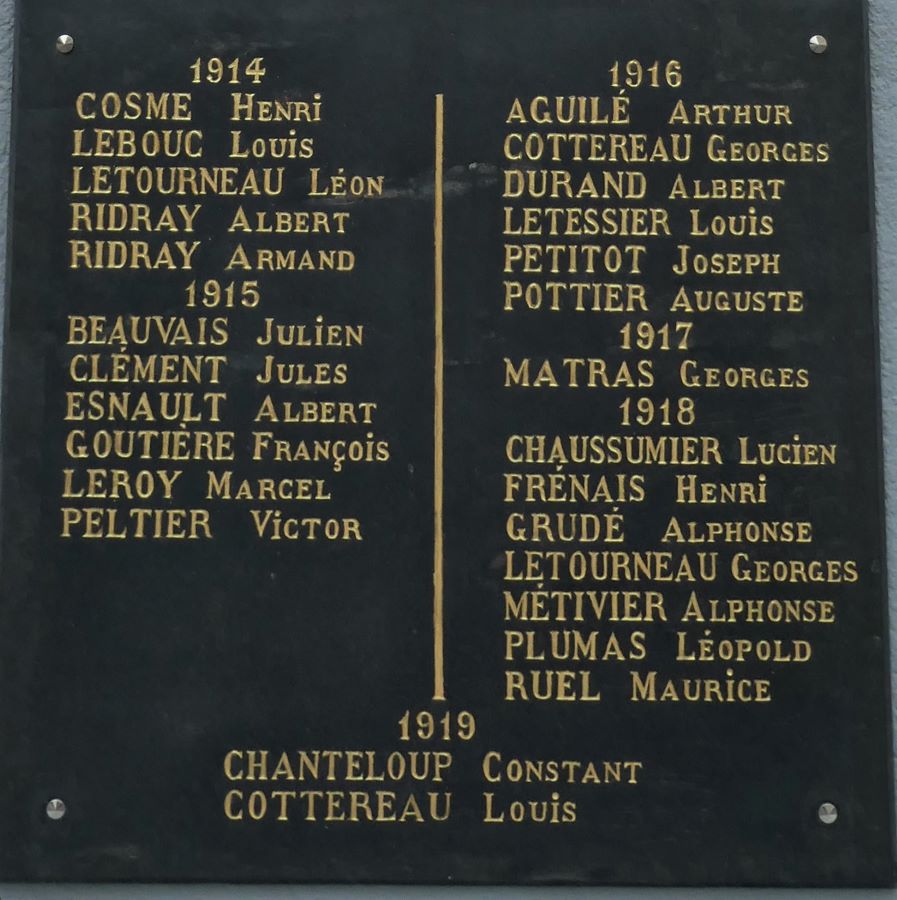 1914
COSME HENRi
LEBOUC LOUiS
LETOURNEAU LÉON
RIDRAY ALBERT
RIDRAY ARMAND
1915
BEAUVAIS JULiEN
CLÉMENT JULES
ESNAULT ALBERT
GOUTIÈRE FRANÇOiS
LEROY MARCEL
PELTIER ViCTOR
1916
AGUILÉ ARTHUR
COTTEREAU GEORGES
DURAND ALBERT
LETESSIER LOUiS
PETITOT JOSEPH
POTTIER AUGUSTE
1917
MATRAS GEORGES
1918
CHAUSSUMIER LUCiEN
FRÉNAIS HENRi
GRUDÉ ALPHONSE
LETOURNEAU GEORGES
MÉTIVIER ALPHONSE
PLUMAS LÉOPOLD
RUEL MAURiCE
1919
CHANTELOUP CONSTANT
COTTEREAU LOUiS